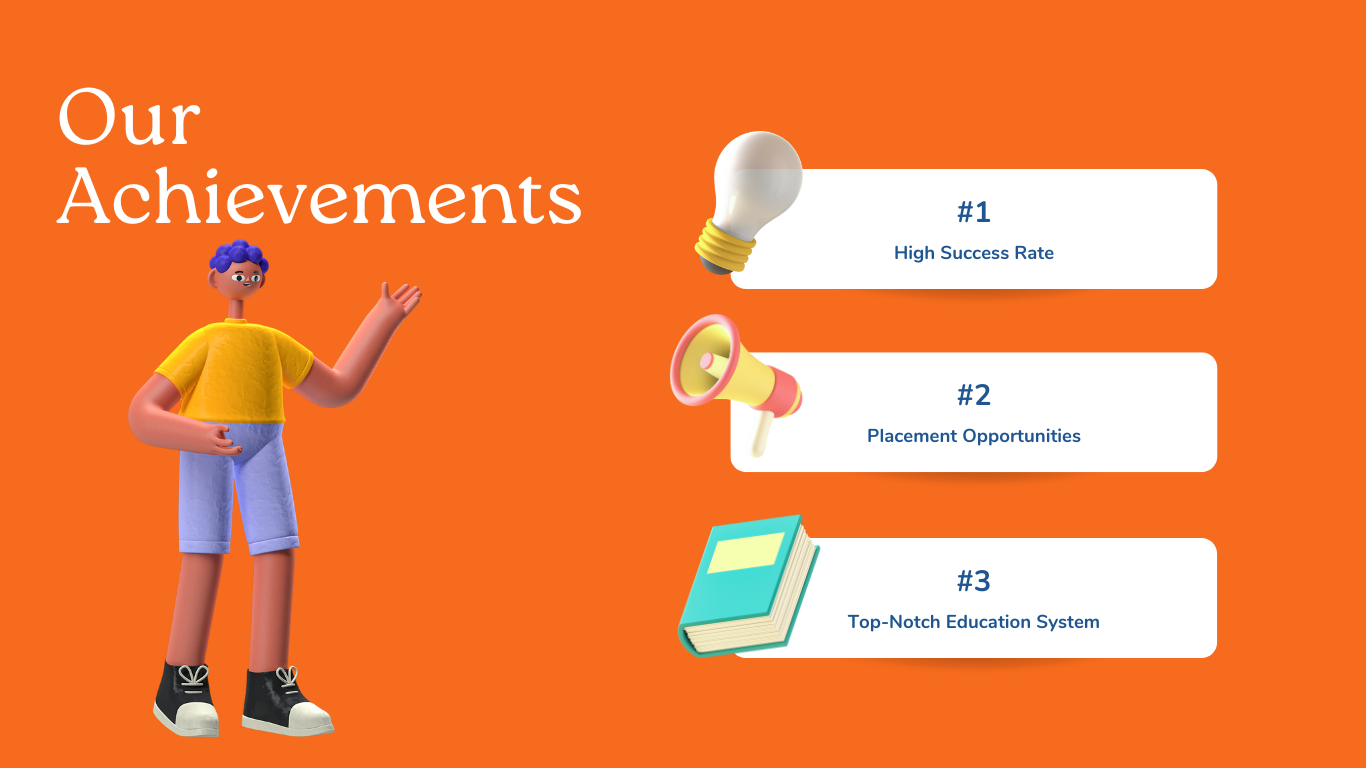 Our
Achievements
#1
High Success Rate
#2
Placement Opportunities
#3
Top-Notch Education System